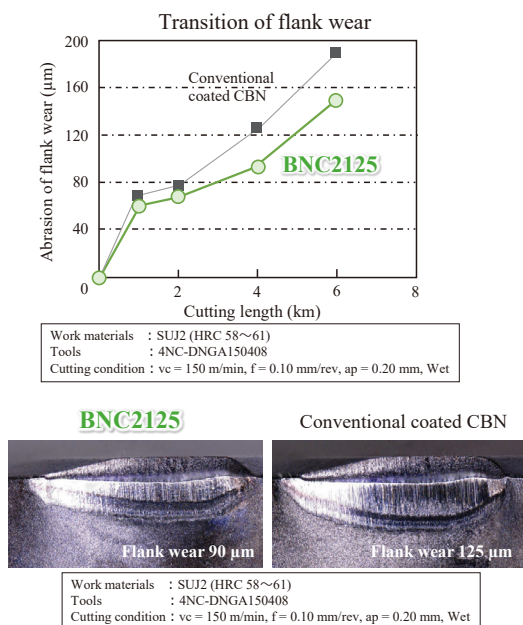 Transition of flank wear
Abrasion of flank wear (µm)
200
160
120
80
40
0
2
4
6
8
Cutting length (km)
Conventional
coated CBN
BNC2125
Work materials : SUJ2 (HRC 58～61)
Tools : 4NC-DNGA150408
Cutting condition : vc = 150 m/min, f = 0.10 mm/rev, ap = 0.20 mm, Wet
BNC2125
Conventional coated CBN
Flank wear 90 µm
Flank wear 125 µm
Work materials : SUJ2 (HRC 58～61)
Tools : 4NC-DNGA150408
Cutting condition : vc = 150 m/min, f = 0.10 mm/rev, ap = 0.20 mm, Wet